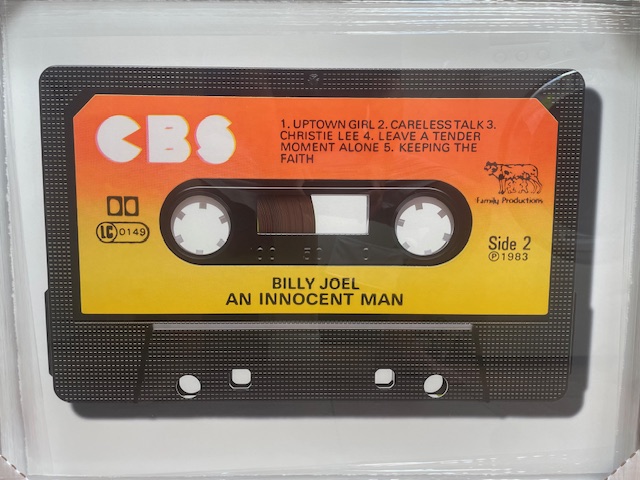 CBS
1. UPTOWN GIRL 2. CARELESS TALK 3.
CHRISTIE LEE 4. LEAVE A TENDER
MOMENT ALONE 5. KEEPING THE
FAITH
Family Productions
LC 0149
Side 2
Ⓟ 1983
BILLY JOEL
AN INNOCENT MAN